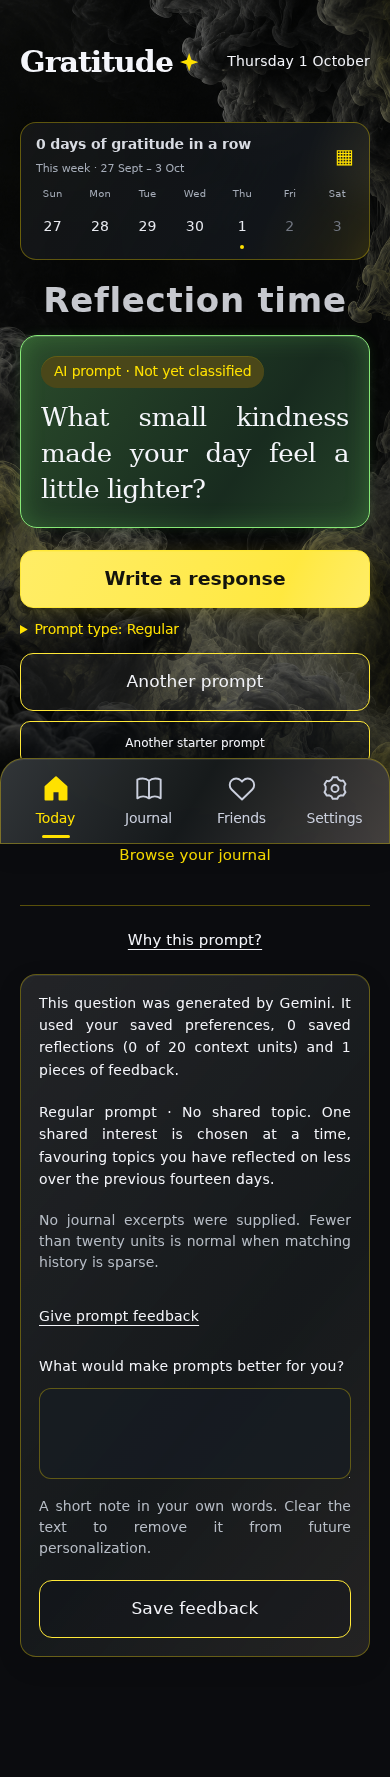 Gratitude
Thursday 1 October
0 days of gratitude in a row
This week · 27 Sept – 3 Oct
Sun Mon Tue Wed Thu Fri Sat
27 28 29 30 1 2 3
Reflection time
AI prompt · Not yet classified
What small kindness
made your day feel a
little lighter?
Write a response
Prompt type: Regular
Another prompt
Another starter prompt
Today Journal Friends Settings
Browse your journal
Why this prompt?
This question was generated by Gemini. It
used your saved preferences, 0 saved
reflections (0 of 20 context units) and 1
pieces of feedback.
Regular prompt · No shared topic. One
shared interest is chosen at a time,
favouring topics you have reflected on less
over the previous fourteen days.
No journal excerpts were supplied. Fewer
than twenty units is normal when matching
history is sparse.
Give prompt feedback
What would make prompts better for you?
A short note in your own words. Clear the
text to remove it from future
personalization.
Save feedback